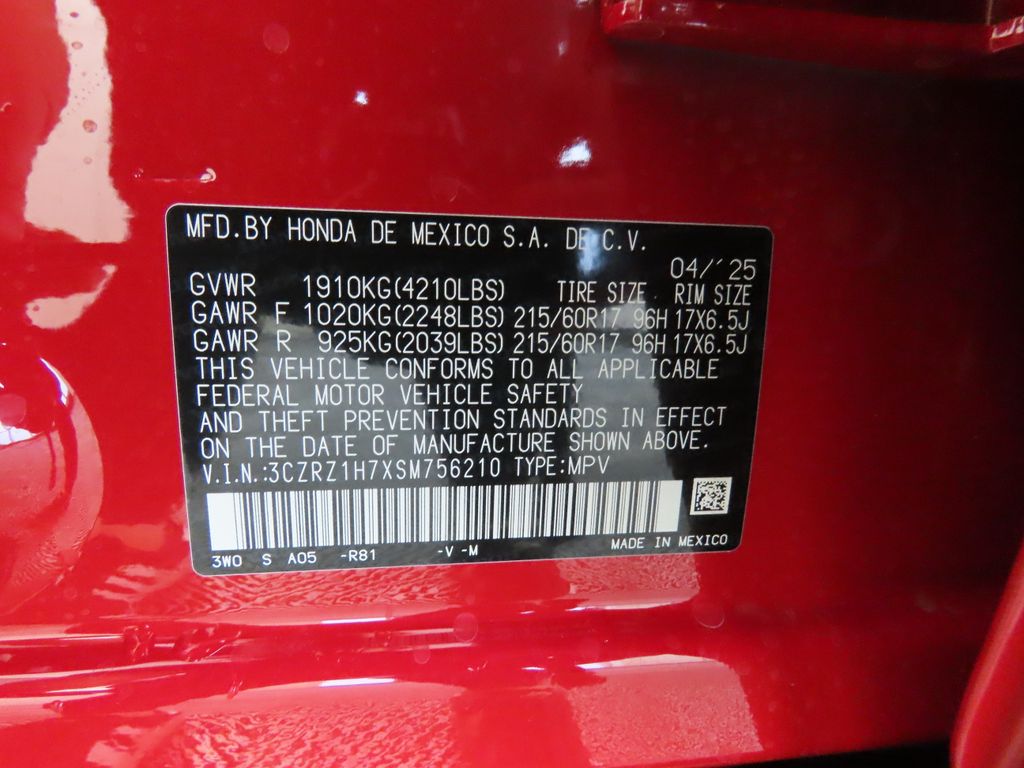 MFD.BY HONDA DE MEXICO S.A. DE C.V.
04/'25
GVWR 1910KG(4210LBS) TIRE SIZE RIM SIZE
GAWR F 1020KG(2248LBS) 215/60R17 96H 17X6.5J
GAWR R 925KG(2039LBS) 215/60R17 96H 17X6.5J
THIS VEHICLE CONFORMS TO ALL APPLICABLE
FEDERAL MOTOR VEHICLE SAFETY
AND THEFT PREVENTION STANDARDS IN EFFECT
ON THE DATE OF MANUFACTURE SHOWN ABOVE.
V.I.N.:3CZRZ1H7XSM756210 TYPE:MPV
3WO S A05 -R81 -V -M MADE IN MEXICO